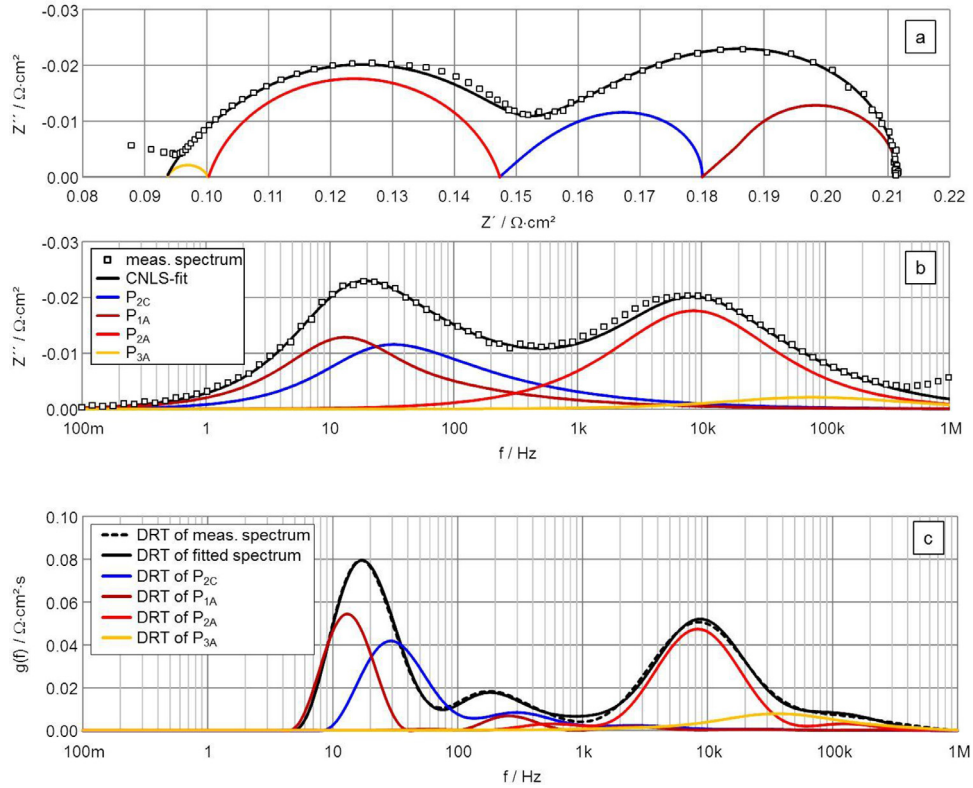 -0.03
a
-0.02
-0.01
0.00
Z´´ / Ω·cm²
0.08 0.09 0.10 0.11 0.12 0.13 0.14 0.15 0.16 0.17 0.18 0.19 0.20 0.21 0.22
Z´ / Ω·cm²
-0.03
b
-0.02
-0.01
0.00
Z´´ / Ω·cm²
meas. spectrum
CNLS-fit
P2C
P1A
P2A
P3A
100m 1 10 100 1k 10k 100k 1M
f / Hz
0.10
c
0.08
0.06
0.04
0.02
0.00
g(f) / Ω·cm²·s
DRT of meas. spectrum
DRT of fitted spectrum
DRT of P2C
DRT of P1A
DRT of P2A
DRT of P3A
100m 1 10 100 1k 10k 100k 1M
f / Hz